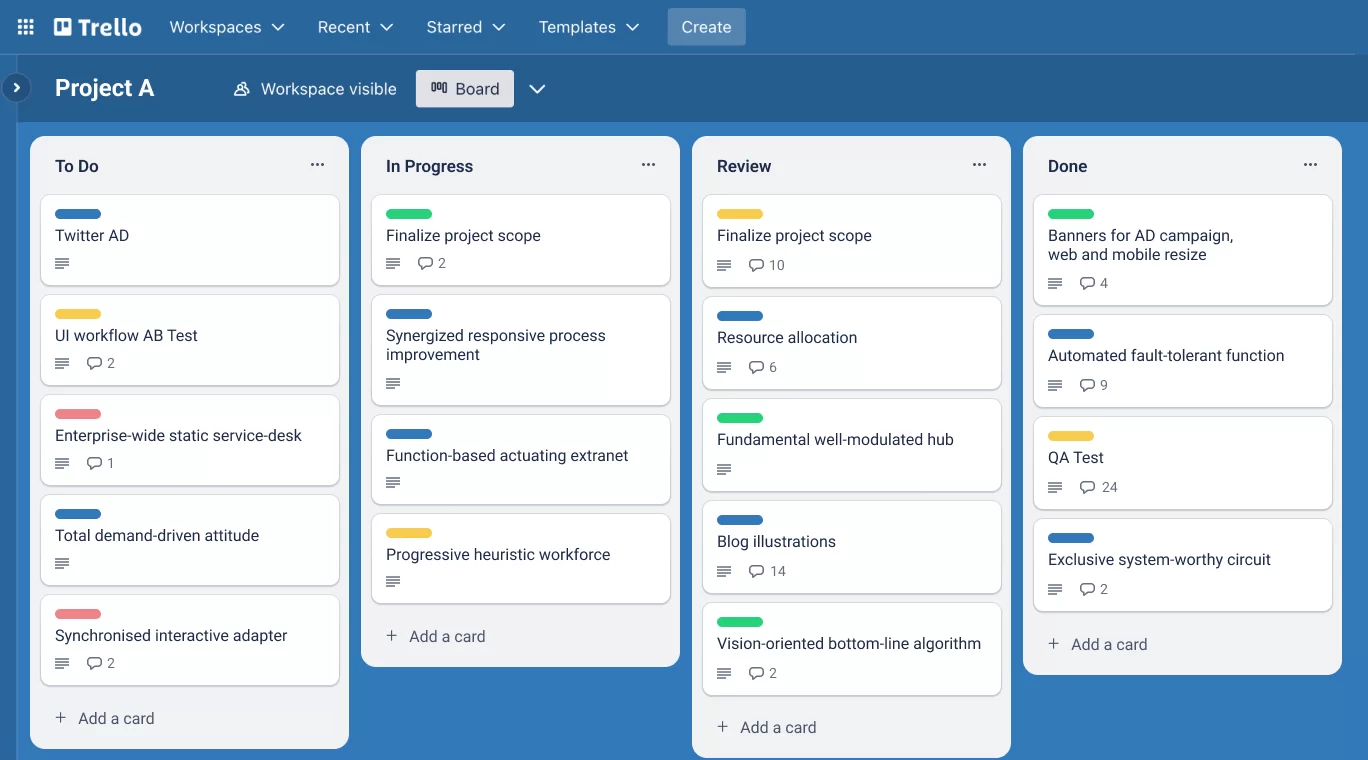 Trello
Workspaces
Recent
Starred
Templates
Create
Project A
Workspace visible
Board
To Do
Twitter AD
UI workflow AB Test
2
Enterprise-wide static service-desk
1
Total demand-driven attitude
Synchronised interactive adapter
2
+ Add a card
In Progress
Finalize project scope
2
Synergized responsive process
improvement
Function-based actuating extranet
Progressive heuristic workforce
+ Add a card
Review
Finalize project scope
10
Resource allocation
6
Fundamental well-modulated hub
Blog illustrations
14
Vision-oriented bottom-line algorithm
2
+ Add a card
Done
Banners for AD campaign,
web and mobile resize
4
Automated fault-tolerant function
9
QA Test
24
Exclusive system-worthy circuit
2
+ Add a card